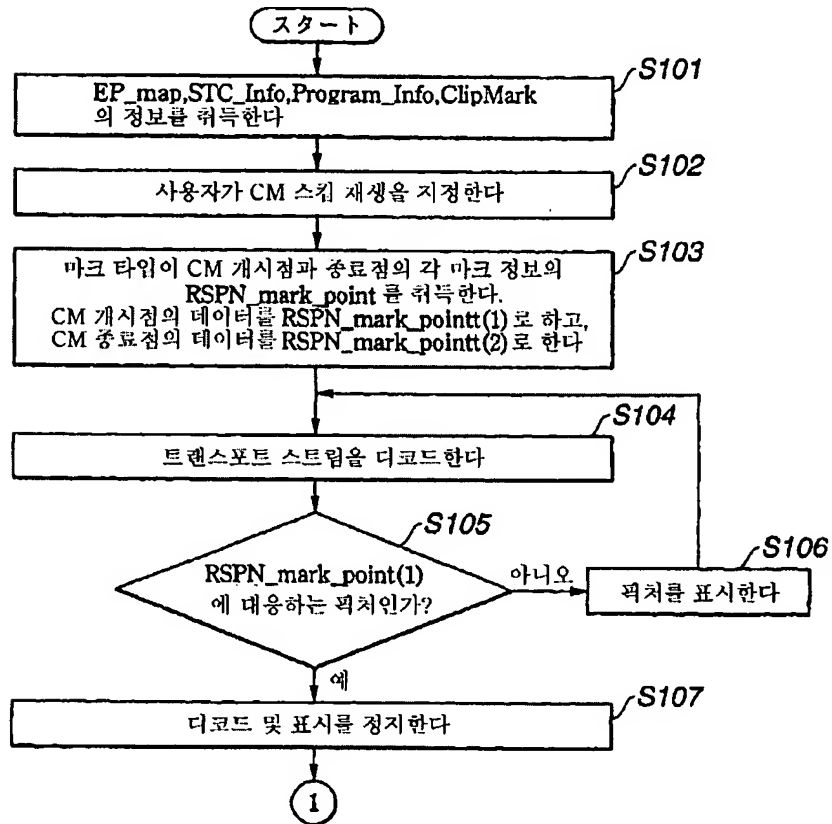 スタート
S101
EP_map,STC_Info,Program_Info,ClipMark
의 정보를 취득한다
S102
사용자가 CM 스킵 재생을 지정한다
S103
마크 타입이 CM 개시점과 종료점의 각 마크 정보의
RSPN_mark_point 를 취득한다.
CM 개시점의 데이터를 RSPN_mark_pointt(1)로 하고,
CM 종료점의 데이터를 RSPN_mark_pointt(2)로 한다
S104
트랜스포트 스트림을 디코드한다
S105
RSPN_mark_point(1)
에 대응하는 픽처인가?
아니오
S106
픽처를 표시한다
예
S107
디코드 및 표시를 정지한다
1